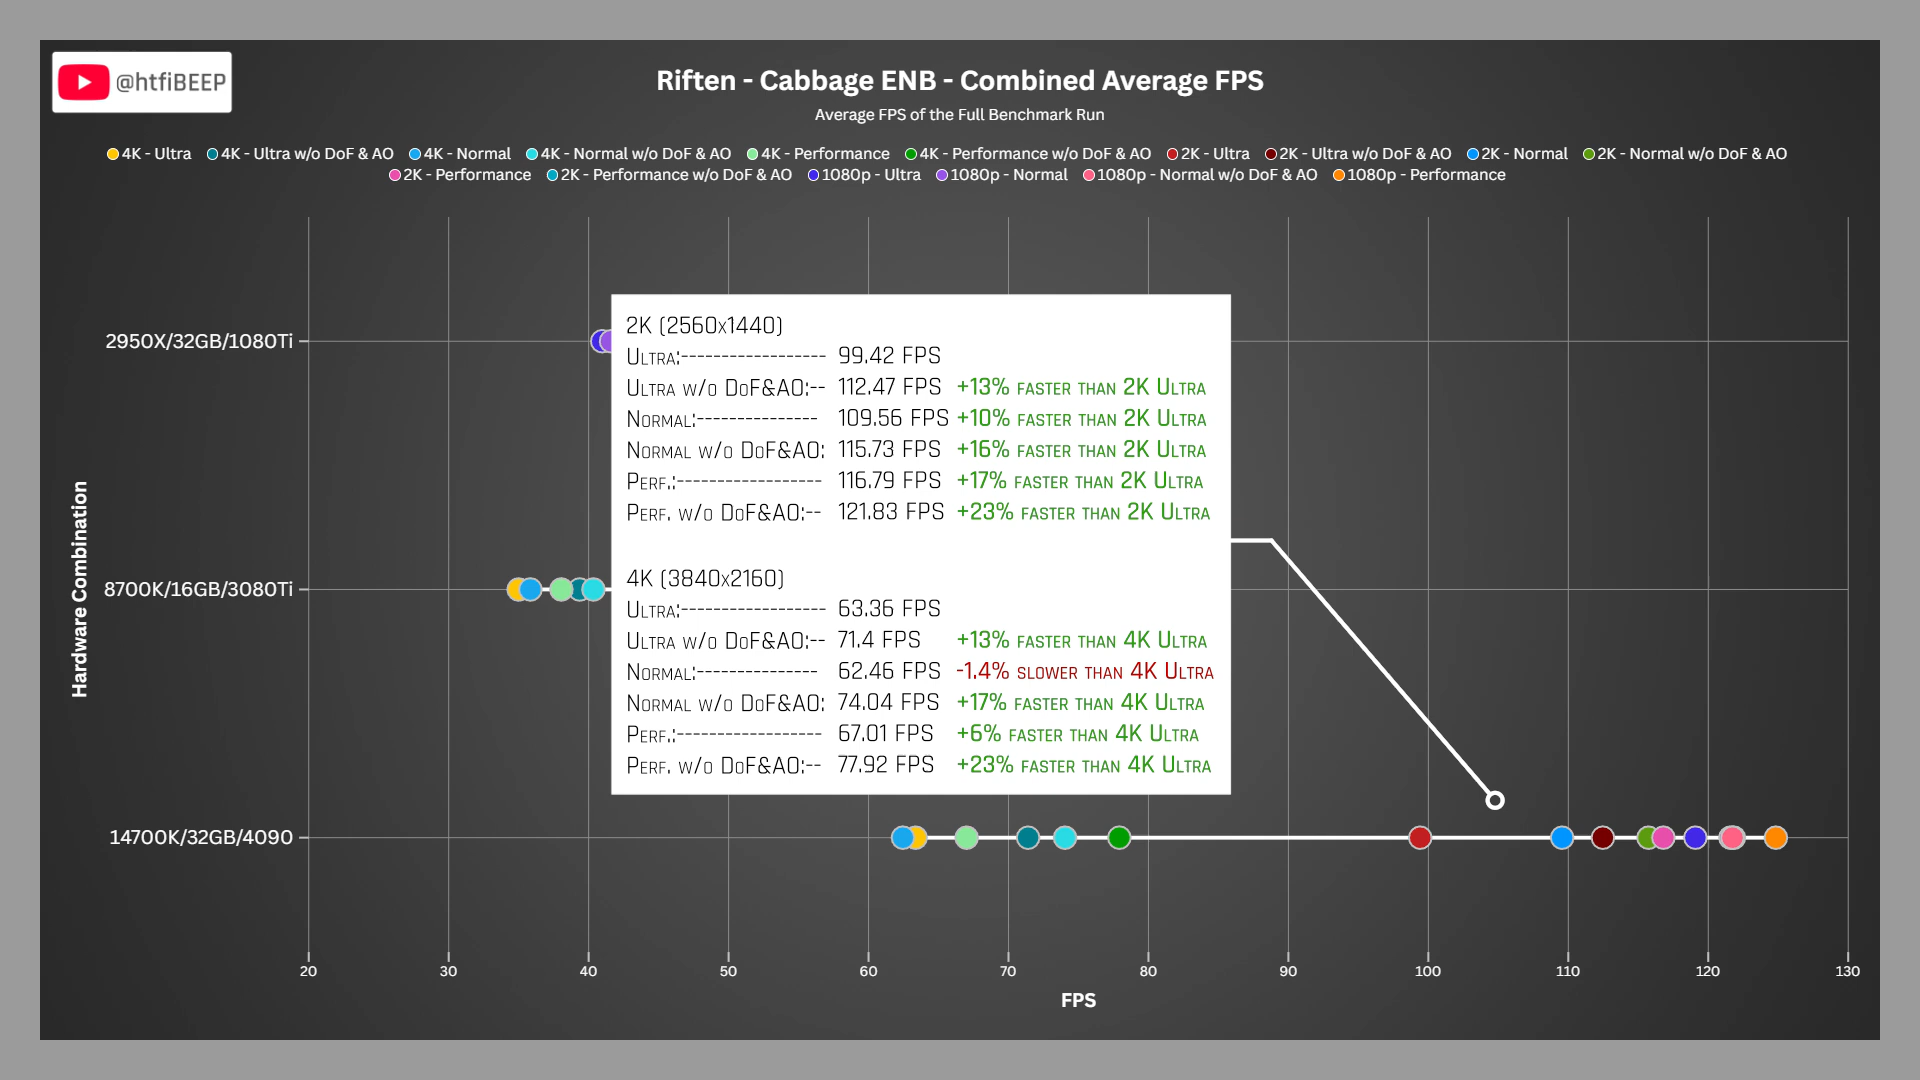 @htfiBEEP
Riften - Cabbage ENB - Combined Average FPS
Average FPS of the Full Benchmark Run
4K - Ultra 4K - Ultra w/o DoF & AO 4K - Normal 4K - Normal w/o DoF & AO 4K - Performance 4K - Performance w/o DoF & AO 2K - Ultra 2K - Ultra w/o DoF & AO 2K - Normal 2K - Normal w/o DoF & AO
2K - Performance 2K - Performance w/o DoF & AO 1080p - Ultra 1080p - Normal 1080p - Normal w/o DoF & AO 1080p - Performance
Hardware Combination
2950X/32GB/1080Ti
8700K/16GB/3080Ti
14700K/32GB/4090
2K (2560x1440)
Ultra:------------------ 99.42 FPS
Ultra w/o DoF&AO:-- 112.47 FPS +13% faster than 2K Ultra
Normal:--------------- 109.56 FPS +10% faster than 2K Ultra
Normal w/o DoF&AO: 115.73 FPS +16% faster than 2K Ultra
Perf.:------------------ 116.79 FPS +17% faster than 2K Ultra
Perf. w/o DoF&AO:-- 121.83 FPS +23% faster than 2K Ultra
4K (3840x2160)
Ultra:------------------ 63.36 FPS
Ultra w/o DoF&AO:-- 71.4 FPS +13% faster than 4K Ultra
Normal:--------------- 62.46 FPS -1.4% slower than 4K Ultra
Normal w/o DoF&AO: 74.04 FPS +17% faster than 4K Ultra
Perf.:------------------ 67.01 FPS +6% faster than 4K Ultra
Perf. w/o DoF&AO:-- 77.92 FPS +23% faster than 4K Ultra
20 30 40 50 60 70 80 90 100 110 120 130
FPS